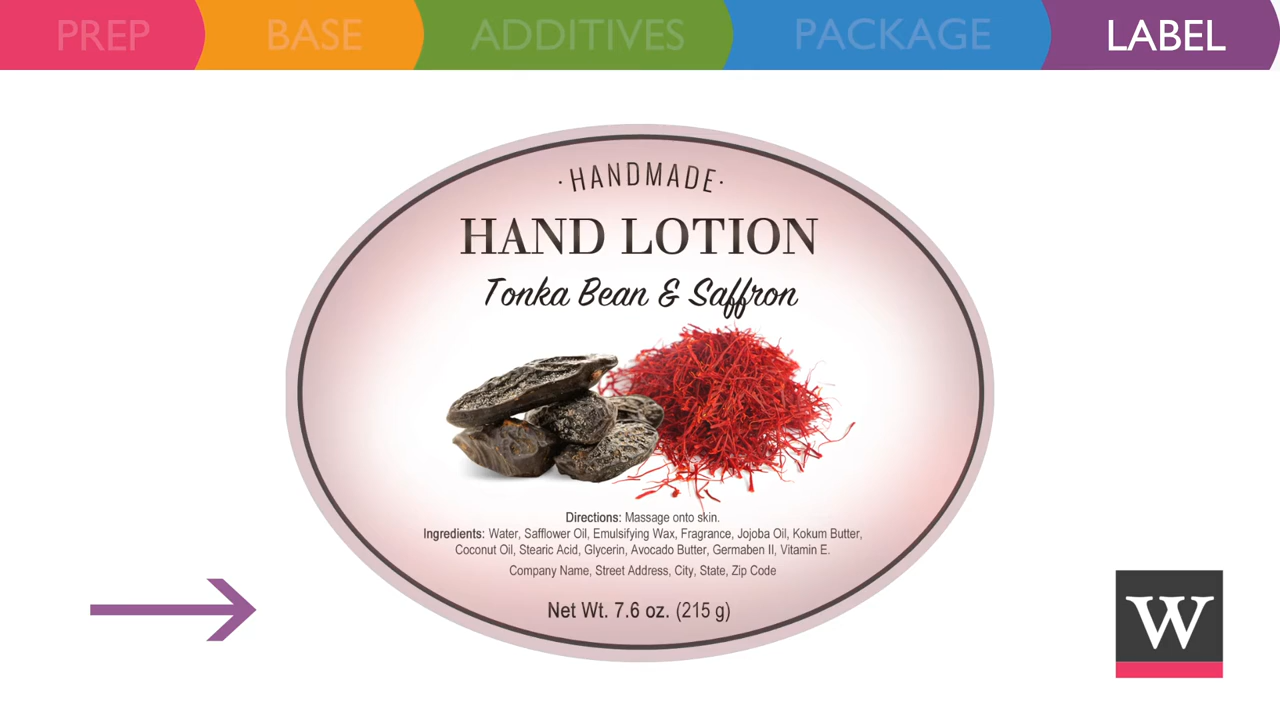 PREP BASE ADDITIVES PACKAGE LABEL
·HANDMADE·
HAND LOTION
Tonka Bean & Saffron
Directions: Massage onto skin.
Ingredients: Water, Safflower Oil, Emulsifying Wax, Fragrance, Jojoba Oil, Kokum Butter,
Coconut Oil, Stearic Acid, Glycerin, Avocado Butter, Germaben II, Vitamin E.
Company Name, Street Address, City, State, Zip Code
Net Wt. 7.6 oz. (215 g)
W